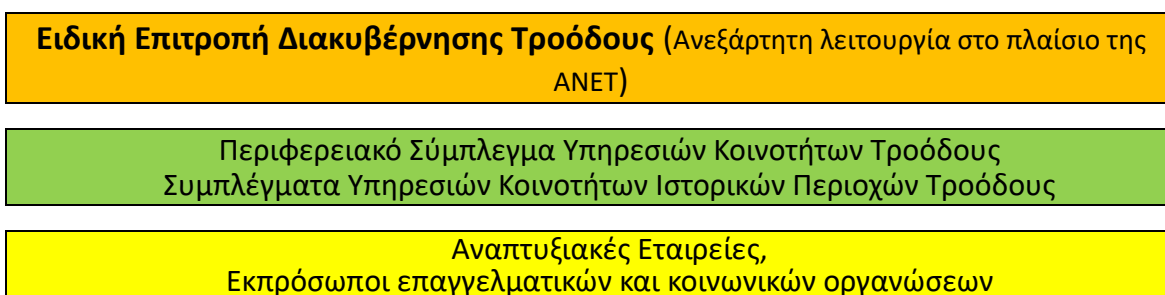 Ειδική Επιτροπή Διακυβέρνησης Τροόδους (Ανεξάρτητη λειτουργία στο πλαίσιο της
ΑΝΕΤ)
Περιφερειακό Σύμπλεγμα Υπηρεσιών Κοινοτήτων Τροόδους
Συμπλέγματα Υπηρεσιών Κοινοτήτων Ιστορικών Περιοχών Τροόδους
Αναπτυξιακές Εταιρείες,
Εκπρόσωποι επαγγελματικών και κοινωνικών οργανώσεων